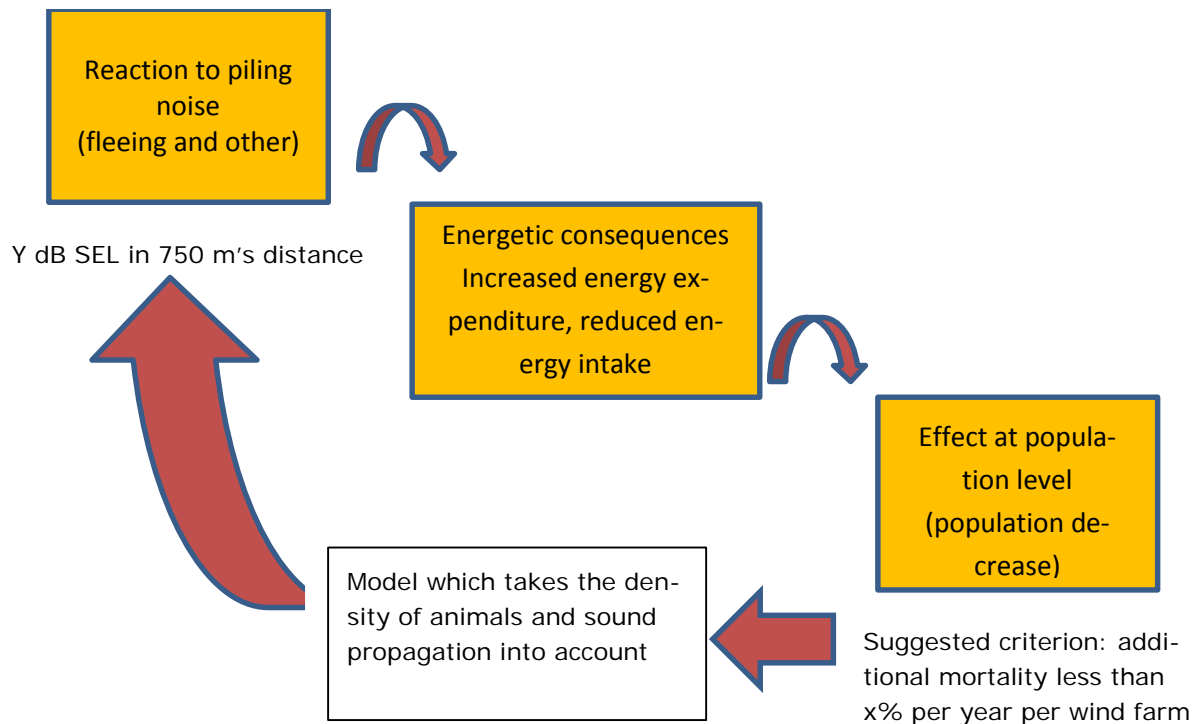 Reaction to piling
noise
(fleeing and other)
Y dB SEL in 750 m’s distance
Energetic consequences
Increased energy ex-
penditure, reduced en-
ergy intake
Effect at popula-
tion level
(population de-
crease)
Model which takes the den-
sity of animals and sound
propagation into account
Suggested criterion: addi-
tional mortality less than
x% per year per wind farm